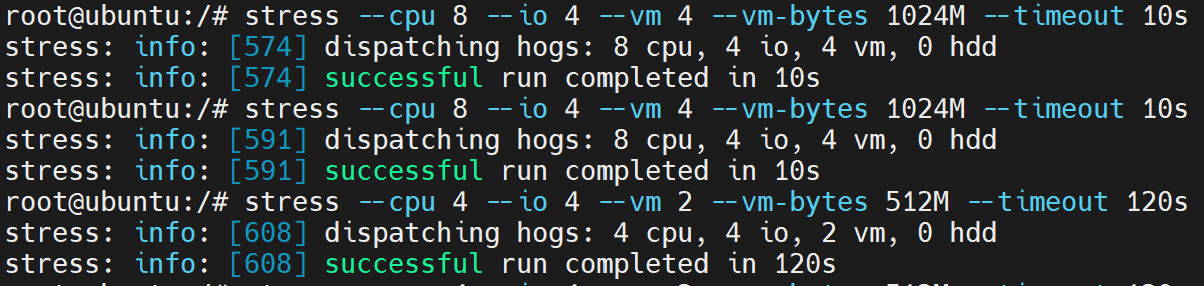 root@ubuntu:/# stress --cpu 8 --io 4 --vm 4 --vm-bytes 1024M --timeout 10s
stress: info: [574] dispatching hogs: 8 cpu, 4 io, 4 vm, 0 hdd
stress: info: [574] successful run completed in 10s
root@ubuntu:/# stress --cpu 8 --io 4 --vm 4 --vm-bytes 1024M --timeout 10s
stress: info: [591] dispatching hogs: 8 cpu, 4 io, 4 vm, 0 hdd
stress: info: [591] successful run completed in 10s
root@ubuntu:/# stress --cpu 4 --io 4 --vm 2 --vm-bytes 512M --timeout 120s
stress: info: [608] dispatching hogs: 4 cpu, 4 io, 2 vm, 0 hdd
stress: info: [608] successful run completed in 120s